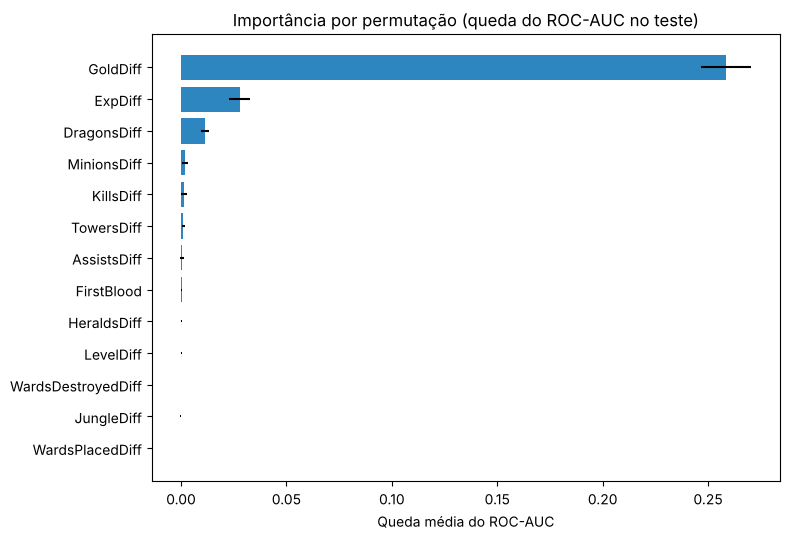 Importância por permutação (queda do ROC-AUC no teste)
GoldDiff
ExpDiff
DragonsDiff
MinionsDiff
KillsDiff
TowersDiff
AssistsDiff
FirstBlood
HeraldsDiff
LevelDiff
WardsDestroyedDiff
JungleDiff
WardsPlacedDiff
0.00 0.05 0.10 0.15 0.20 0.25
Queda média do ROC-AUC